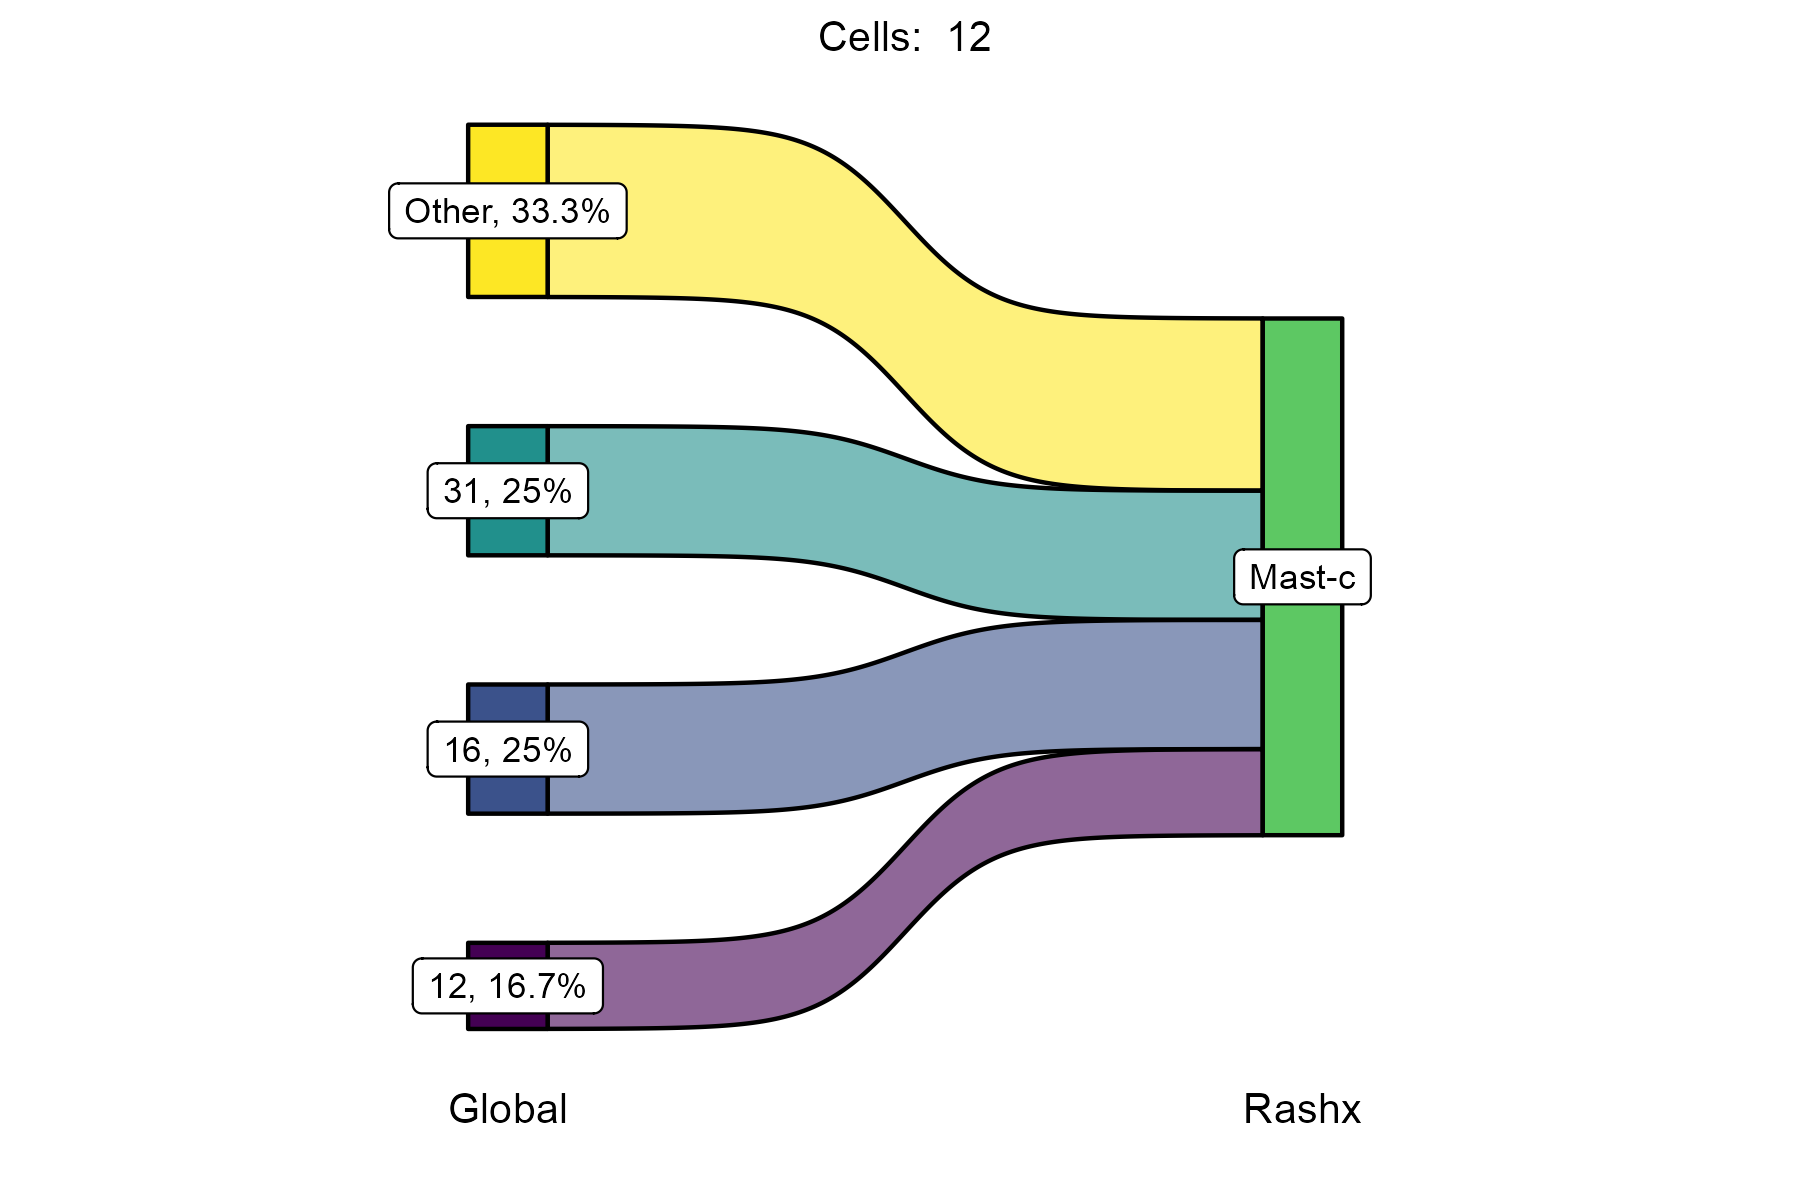 Cells:  12
Other, 33.3%
31, 25%
Mast-c
16, 25%
12, 16.7%
Global
Rashx